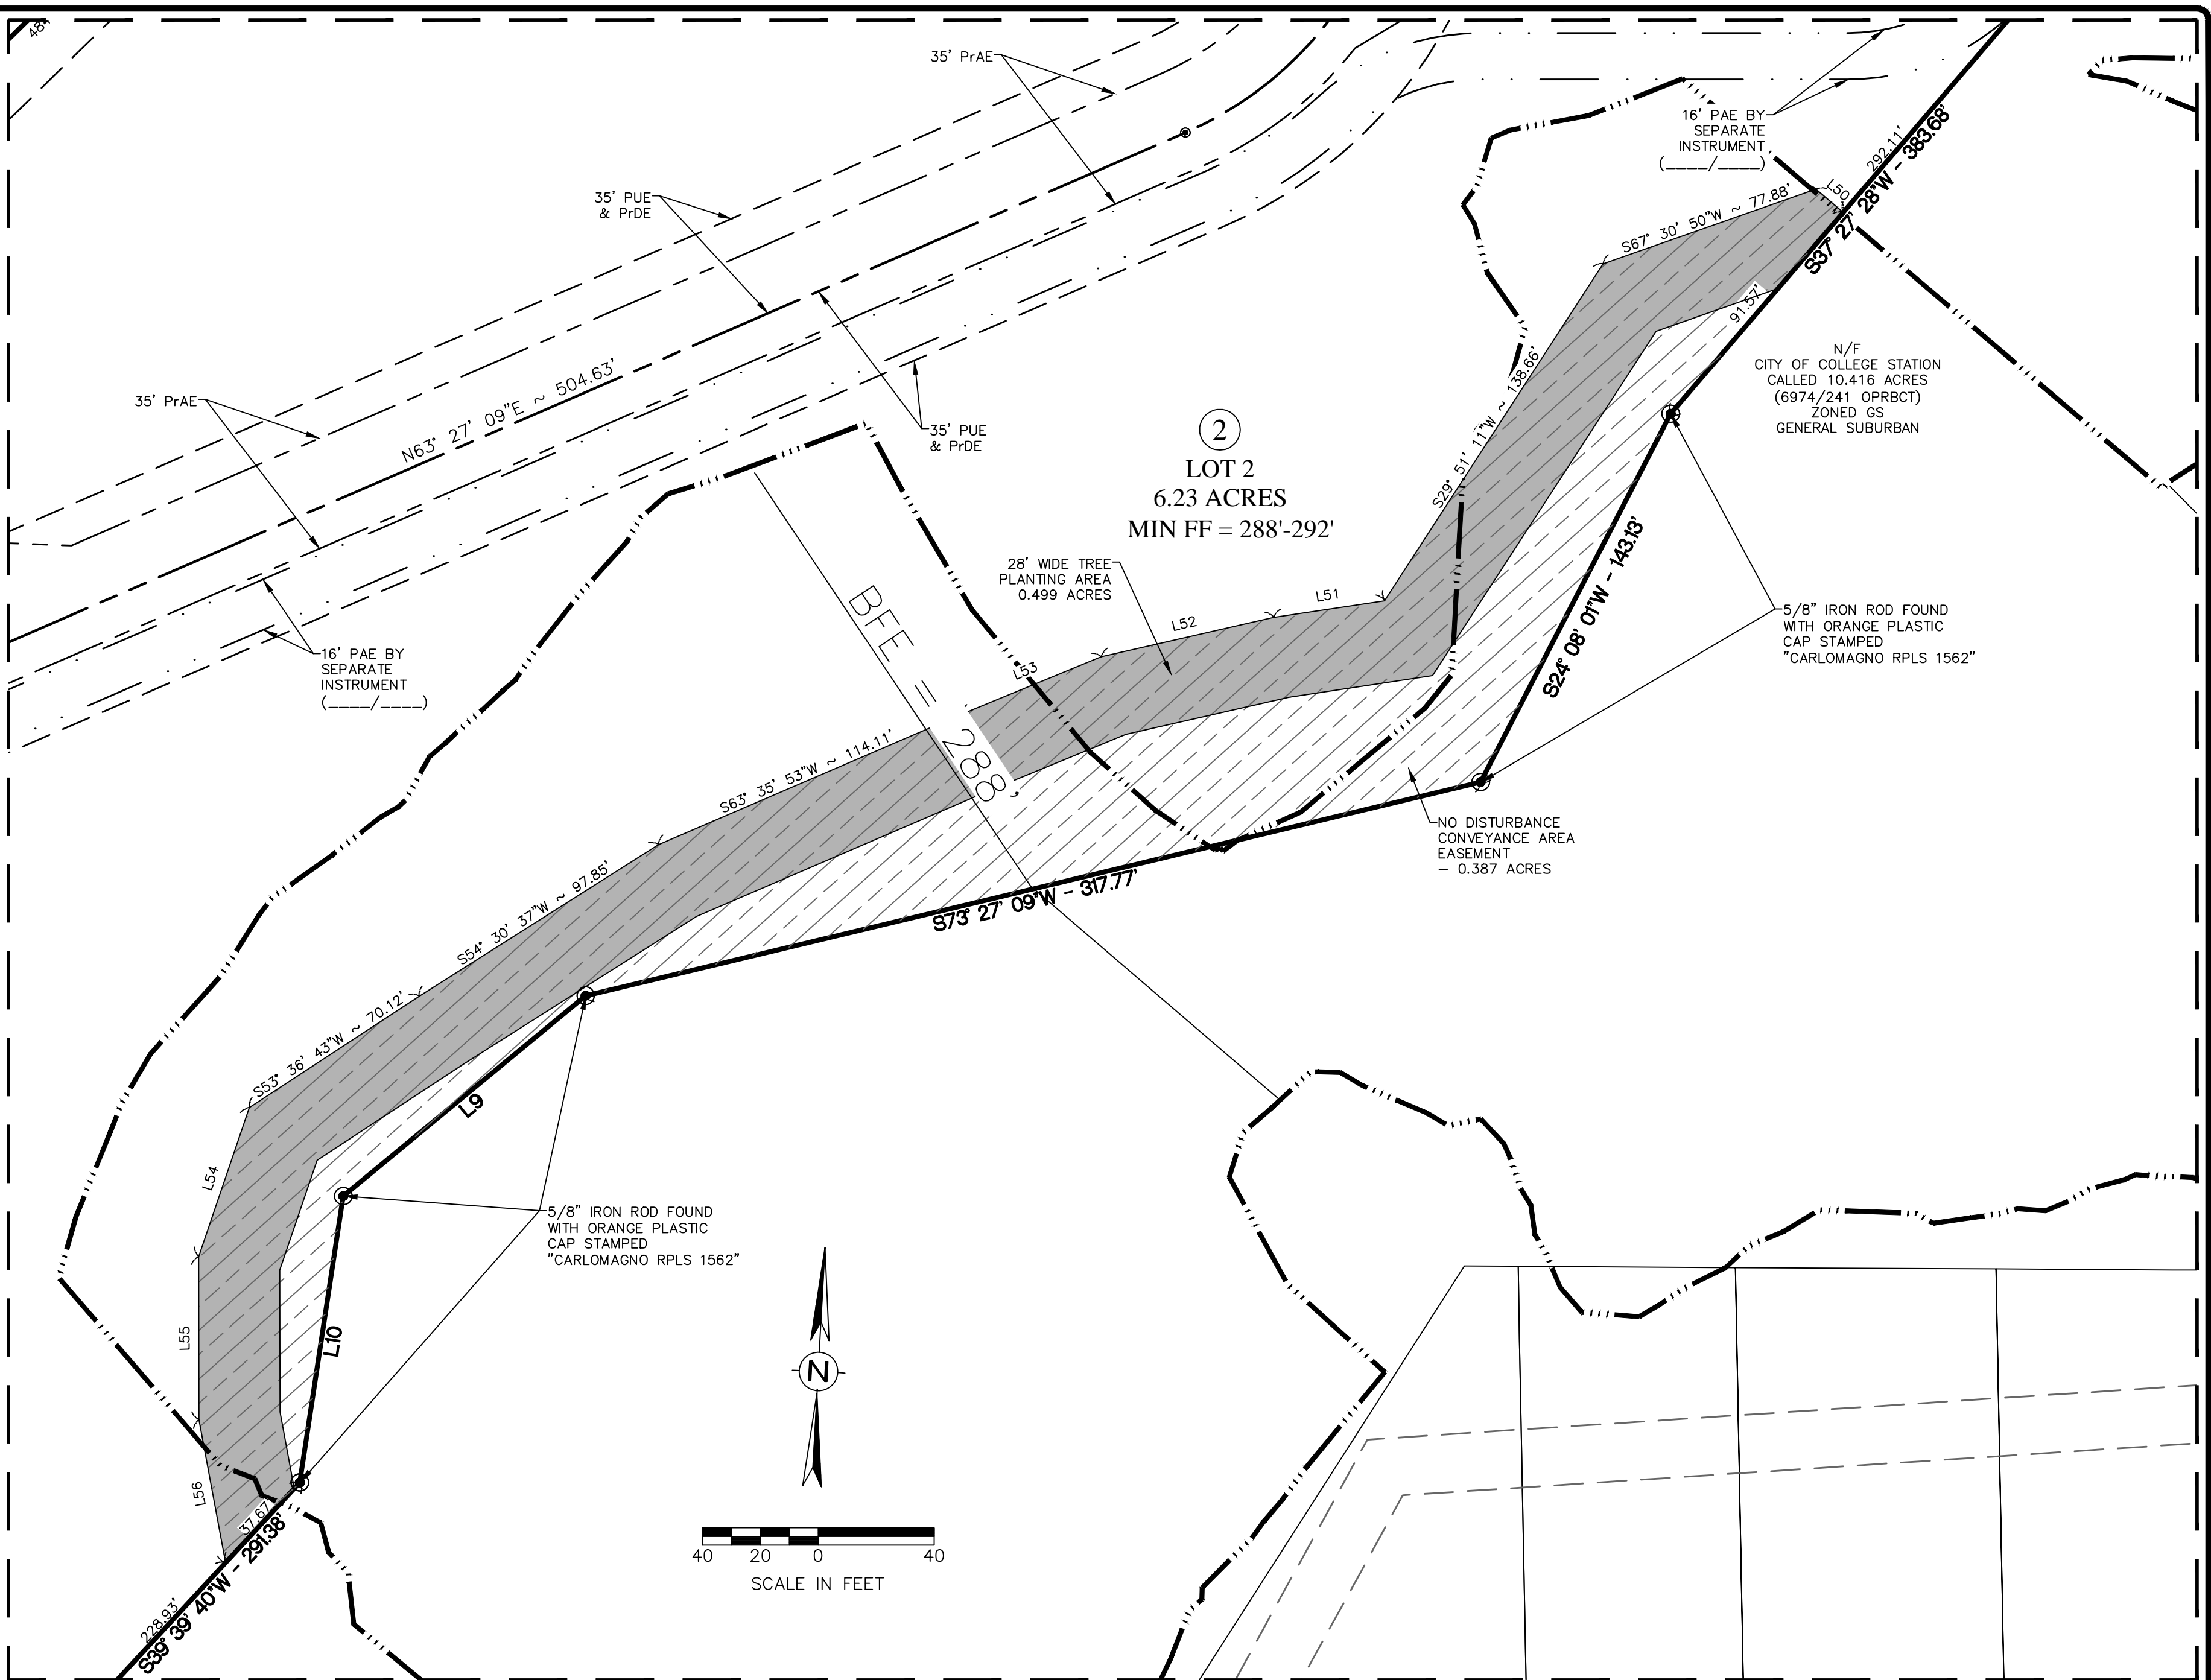 484
35' PrAE
16' PAE BY
SEPARATE
INSTRUMENT
(____/____)
292.11'
S37° 27' 28"W - 383.68'
L50
35' PUE
& PrDE
S67° 30' 50"W ~ 77.88'
91.57'
N/F
CITY OF COLLEGE STATION
CALLED 10.416 ACRES
(6974/241 OPRBCT)
ZONED GS
GENERAL SUBURBAN
35' PrAE
N63° 27' 09"E ~ 504.63'
35' PUE
& PrDE
2
LOT 2
6.23 ACRES
MIN FF = 288'-292'
S29° 51' 11"W ~ 138.66'
28' WIDE TREE
PLANTING AREA
0.499 ACRES
L51
L52
L53
S24° 08' 01"W - 143.13'
5/8" IRON ROD FOUND
WITH ORANGE PLASTIC
CAP STAMPED
"CARLOMAGNO RPLS 1562"
16' PAE BY
SEPARATE
INSTRUMENT
(____/____)
BFE = 288'
S63° 35' 53"W ~ 114.11'
NO DISTURBANCE
CONVEYANCE AREA
EASEMENT
- 0.387 ACRES
S73° 27' 09"W - 317.77'
S54° 30' 37"W ~ 97.85'
S53° 36' 43"W ~ 70.12'
L9
L54
5/8" IRON ROD FOUND
WITH ORANGE PLASTIC
CAP STAMPED
"CARLOMAGNO RPLS 1562"
L55
L10
N
L56
37.67'
S39° 39' 40"W - 291.38'
228.93'
40 20 0 40
SCALE IN FEET